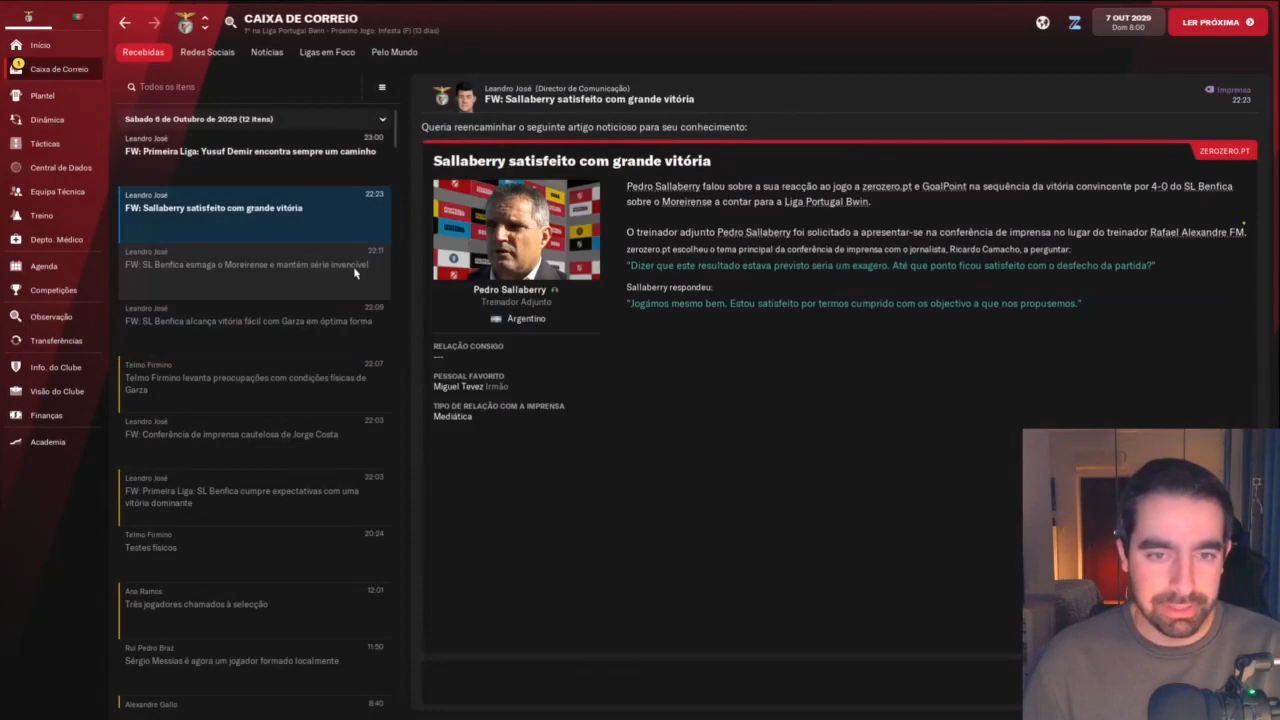 CAIXA DE CORREIO
1º na Liga Portugal Bwin - Próximo Jogo: Infesta (F) (13 dias)
7 OUT 2029
Dom 8:00
LER PRÓXIMA
Recebidas
Redes Sociais
Notícias
Ligas em Foco
Pelo Mundo
Início
1
Caixa de Correio
Plantel
Dinâmica
Tácticas
Central de Dados
Equipa Técnica
Treino
Depto. Médico
Agenda
Competições
Observação
Transferências
Info. do Clube
Visão do Clube
Finanças
Academia
Todos os itens
Sábado 6 de Outubro de 2029 (12 itens)
Leandro José 23:00
FW: Primeira Liga: Yusuf Demir encontra sempre um caminho
Leandro José 22:23
FW: Sallaberry satisfeito com grande vitória
Leandro José 22:11
FW: SL Benfica esmaga o Moreirense e mantém série invencível
Leandro José 22:09
FW: SL Benfica alcança vitória fácil com Garza em óptima forma
Telmo Firmino 22:07
Telmo Firmino levanta preocupações com condições físicas de
Garza
Leandro José 22:03
FW: Conferência de imprensa cautelosa de Jorge Costa
Leandro José 22:03
FW: Primeira Liga: SL Benfica cumpre expectativas com uma
vitória dominante
Telmo Firmino 20:24
Testes físicos
Ana Ramos 12:01
Três jogadores chamados à selecção
Rui Pedro Braz 11:50
Sérgio Messias é agora um jogador formado localmente
Alexandre Galio 8:40
Leandro José (Director de Comunicação)
FW: Sallaberry satisfeito com grande vitória
Imprensa
22:23
Queria reencaminhar o seguinte artigo noticioso para seu conhecimento:
Sallaberry satisfeito com grande vitória
ZEROZERO.PT
Pedro Sallaberry falou sobre a sua reacção ao jogo a zerozero.pt e GoalPoint na sequência da vitória convincente por 4-0 do SL Benfica
sobre o Moreirense a contar para a Liga Portugal Bwin.
O treinador adjunto Pedro Sallaberry foi solicitado a apresentar-se na conferência de imprensa no lugar do treinador Rafael Alexandre FM.
zerozero.pt escolheu o tema principal da conferência de imprensa com o jornalista, Ricardo Camacho, a perguntar:
"Dizer que este resultado estava previsto seria um exagero. Até que ponto ficou satisfeito com o desfecho da partida?"
Sallaberry respondeu:
"Jogámos mesmo bem. Estou satisfeito por termos cumprido com os objectivo a que nos propusemos."
Pedro Sallaberry
Treinador Adjunto
Argentino
RELAÇÃO CONSIGO
---
PESSOAL FAVORITO
Miguel Tevez Irmão
TIPO DE RELAÇÃO COM A IMPRENSA
Mediática